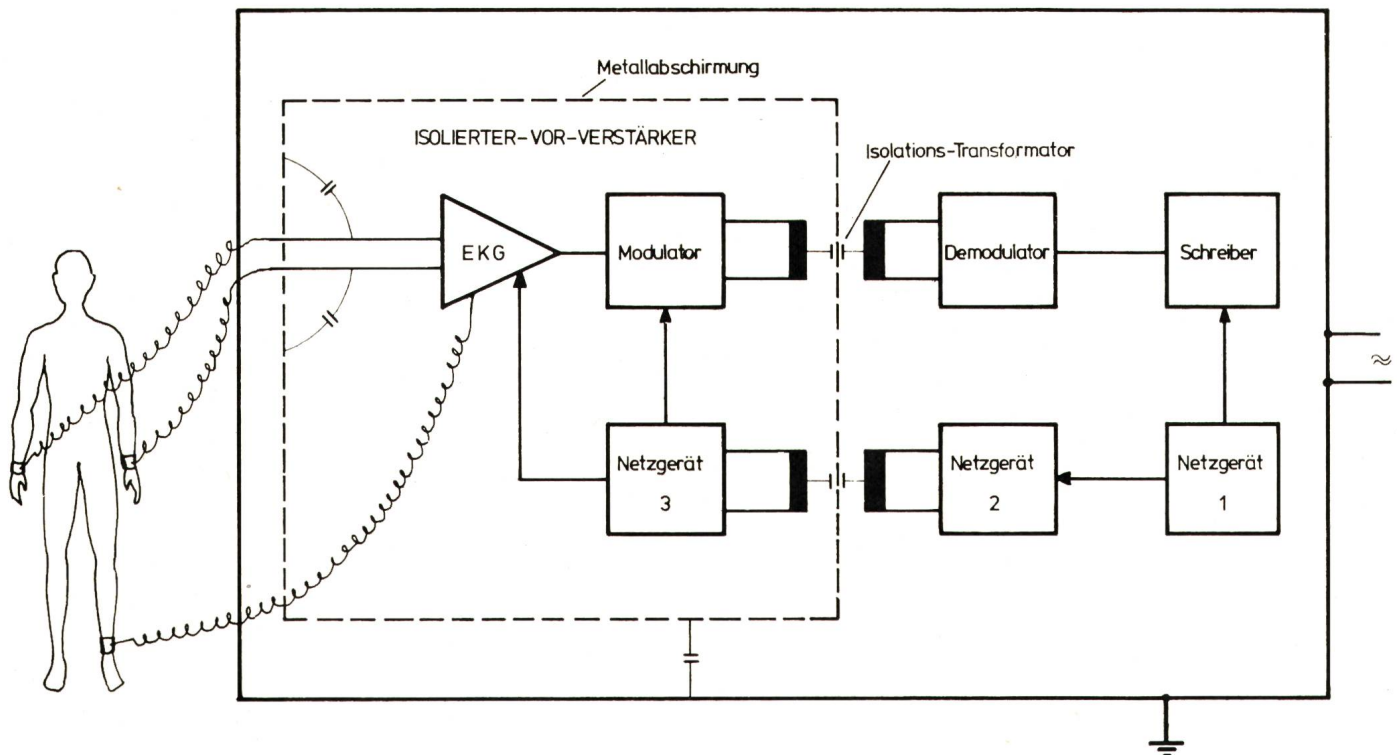 Metallabschirmung
ISOLIERTER-VOR-VERSTÄRKER
Isolations-Transformator
EKG
Modulator
Demodulator
Schreiber
Netzgerät
3
Netzgerät
2
Netzgerät
1
≈